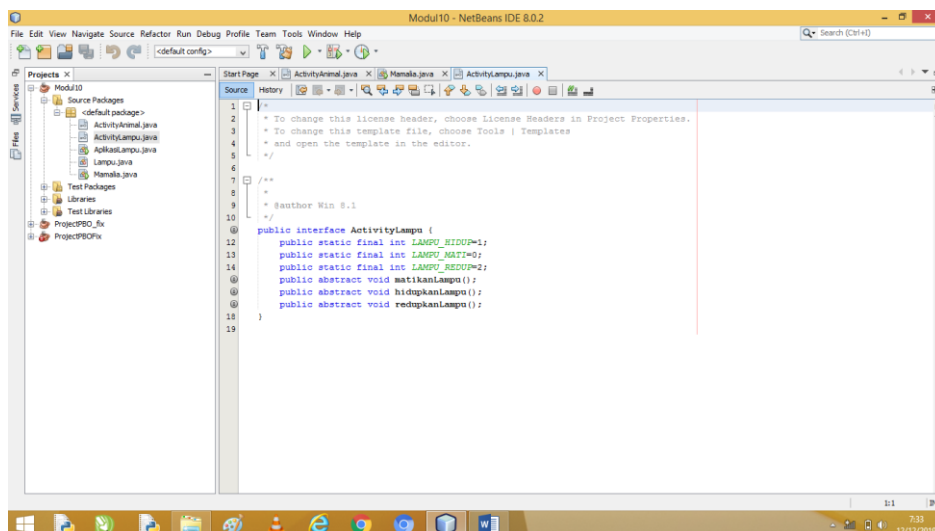 Modul10 - NetBeans IDE 8.0.2
File Edit View Navigate Source Refactor Run Debug Profile Team Tools Window Help
Search (Ctrl+I)
<default config>
Projects
Start Page
ActivityAnimal.java
Mamalia.java
ActivityLampu.java
Services
Files
Modul10
Source Packages
<default package>
ActivityAnimal.java
ActivityLampu.java
AplikasiLampu.java
Lampu.java
Mamalia.java
Test Packages
Libraries
Test Libraries
ProjectPBO_fix
ProjectPBOFix
Source History
1 /*
2 * To change this license header, choose License Headers in Project Properties.
3 * To change this template file, choose Tools | Templates
4 * and open the template in the editor.
5 */
6
7 /**
8 *
9 * @author Win 8.1
10 */
public interface ActivityLampu {
12 public static final int LAMPU_HIDUP=1;
13 public static final int LAMPU_MATI=0;
14 public static final int LAMPU_REDUP=2;
public abstract void matikanLampu();
public abstract void hidupkanLampu();
public abstract void redupkanLampu();
18 }
19
1:1
7:33